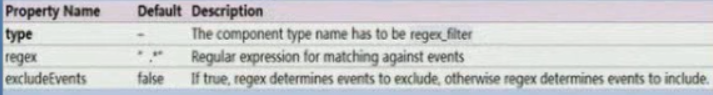 Property Name Default Description
type – The component type name has to be regex_filter
regex " .*" Regular expression for matching against events
excludeEvents false If true, regex determines events to exclude, otherwise regex determines events to include.